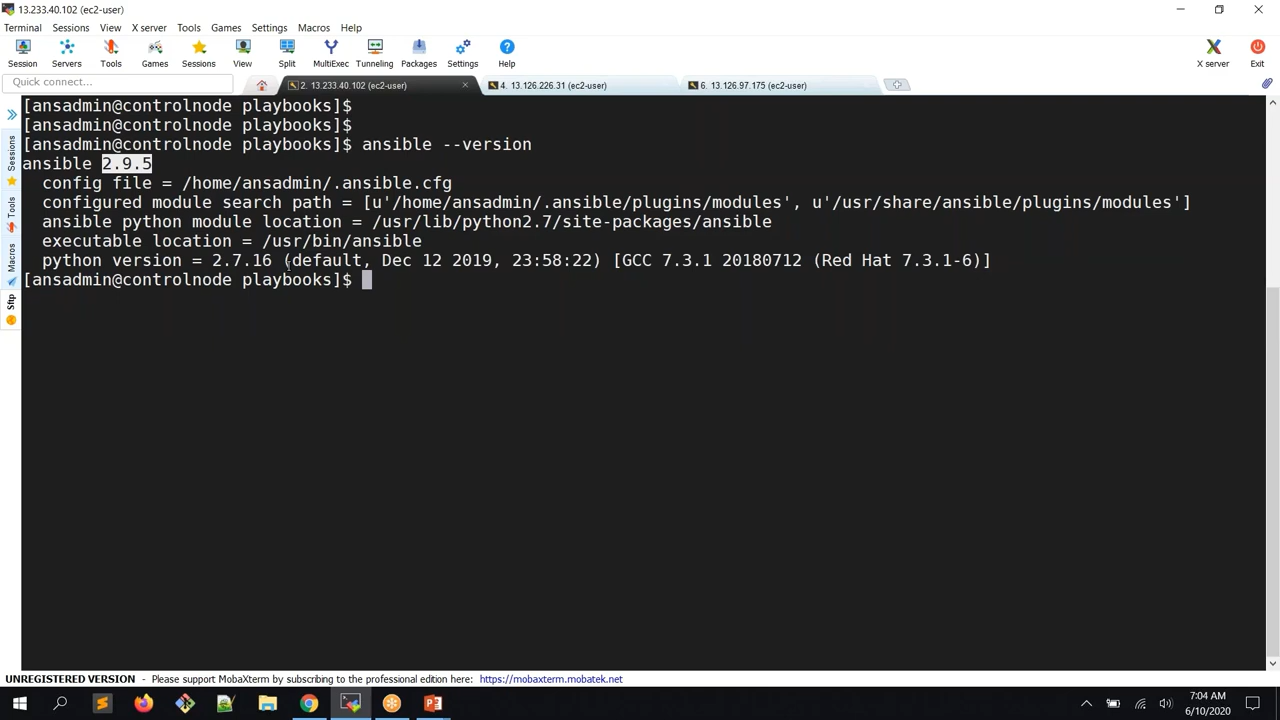 13.233.40.102 (ec2-user)
Terminal Sessions View X server Tools Games Settings Macros Help
Session Servers Tools Games Sessions View Split MultiExec Tunneling Packages Settings Help X server Exit
Quick connect...
2. 13.233.40.102 (ec2-user)
4. 13.126.226.31 (ec2-user)
6. 13.126.97.175 (ec2-user)
Sessions
Tools
Macros
Sftp
[ansadmin@controlnode playbooks]$
[ansadmin@controlnode playbooks]$
[ansadmin@controlnode playbooks]$ ansible --version
ansible 2.9.5
config file = /home/ansadmin/.ansible.cfg
configured module search path = [u'/home/ansadmin/.ansible/plugins/modules', u'/usr/share/ansible/plugins/modules']
ansible python module location = /usr/lib/python2.7/site-packages/ansible
executable location = /usr/bin/ansible
python version = 2.7.16 (default, Dec 12 2019, 23:58:22) [GCC 7.3.1 20180712 (Red Hat 7.3.1-6)]
[ansadmin@controlnode playbooks]$
UNREGISTERED VERSION - Please support MobaXterm by subscribing to the professional edition here: https://mobaxterm.mobatek.net
7:04 AM
6/10/2020